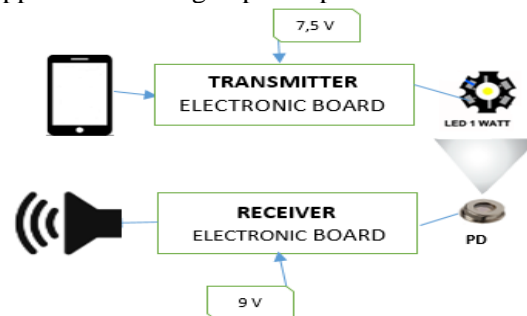 7,5 V
TRANSMITTER
ELECTRONIC BOARD
LED 1 WATT
RECEIVER
ELECTRONIC BOARD
PD
9 V